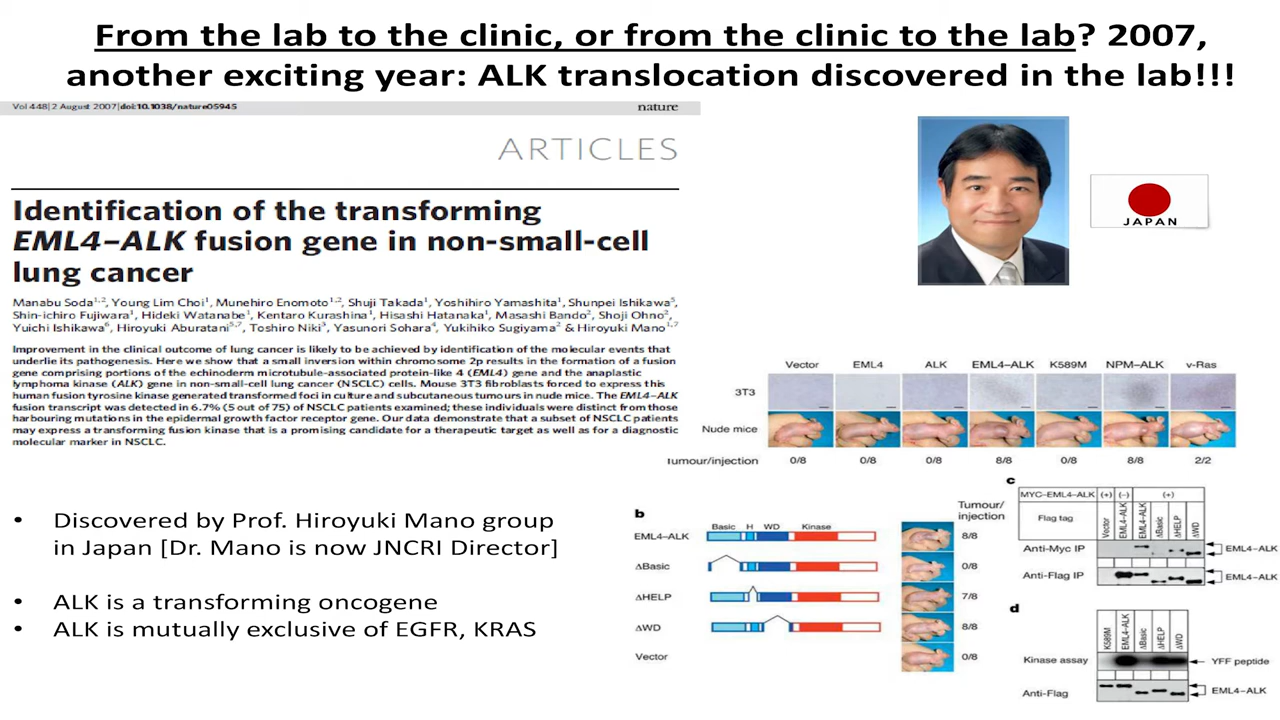 From the lab to the clinic, or from the clinic to the lab? 2007,
another exciting year: ALK translocation discovered in the lab!!!
Vol 448|2 August 2007|doi:10.1038/nature05945
nature
ARTICLES
Identification of the transforming
EML4–ALK fusion gene in non-small-cell
lung cancer
Manabu Soda1,2, Young Lim Choi1, Munehiro Enomoto1,2, Shuji Takada1, Yoshihiro Yamashita1, Shunpei Ishikawa5,
Shin-ichiro Fujiwara1, Hideki Watanabe1, Kentaro Kurashina1, Hisashi Hatanaka1, Masashi Bando2, Shoji Ohno2,
Yuichi Ishikawa6, Hiroyuki Aburatani5,7, Toshiro Niki3, Yasunori Sohara4, Yukihiko Sugiyama2 & Hiroyuki Mano1,7
Improvement in the clinical outcome of lung cancer is likely to be achieved by identification of the molecular events that
underlie its pathogenesis. Here we show that a small inversion within chromosome 2p results in the formation of a fusion
gene comprising portions of the echinoderm microtubule-associated protein-like 4 (EML4) gene and the anaplastic
lymphoma kinase (ALK) gene in non-small-cell lung cancer (NSCLC) cells. Mouse 3T3 fibroblasts forced to express this
human fusion tyrosine kinase generated transformed foci in culture and subcutaneous tumours in nude mice. The EML4–ALK
fusion transcript was detected in 6.7% (5 out of 75) of NSCLC patients examined; these individuals were distinct from those
harbouring mutations in the epidermal growth factor receptor gene. Our data demonstrate that a subset of NSCLC patients
may express a transforming fusion kinase that is a promising candidate for a therapeutic target as well as for a diagnostic
molecular marker in NSCLC.
JAPAN
Vector EML4 ALK EML4–ALK K589M NPM–ALK v-Ras
3T3
Nude mice
Tumour/injection 0/8 0/8 0/8 8/8 0/8 8/8 2/2
• Discovered by Prof. Hiroyuki Mano group
in Japan [Dr. Mano is now JNCRI Director]
• ALK is a transforming oncogene
• ALK is mutually exclusive of EGFR, KRAS
b
Basic H WD Kinase
Tumour/
injection
EML4–ALK 8/8
ΔBasic 0/8
ΔHELP 7/8
ΔWD 8/8
Vector 0/8
c
MYC–EML4–ALK (+) (–) (+)
Flag tag Vector EML4–ALK EML4–ALK ΔBasic ΔHELP ΔWD
Anti-Myc IP EML4–ALK
Anti-Flag IP EML4–ALK
d
K589M EML4–ALK ΔBasic ΔHELP ΔWD
Kinase assay YFF peptide
Anti-Flag EML4–ALK